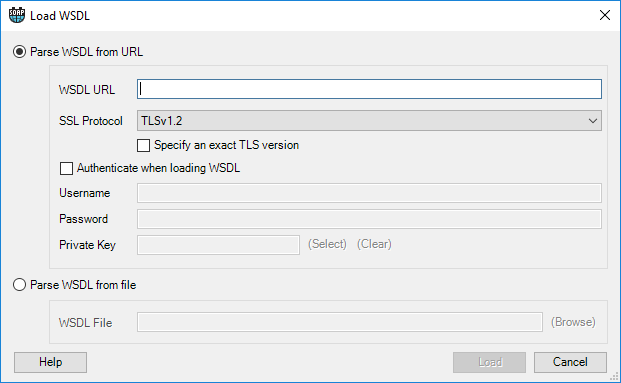 SOAP
Load WSDL
Parse WSDL from URL
WSDL URL
SSL Protocol TLSv1.2
Specify an exact TLS version
Authenticate when loading WSDL
Username
Password
Private Key (Select) (Clear)
Parse WSDL from file
WSDL File (Browse)
Help Load Cancel